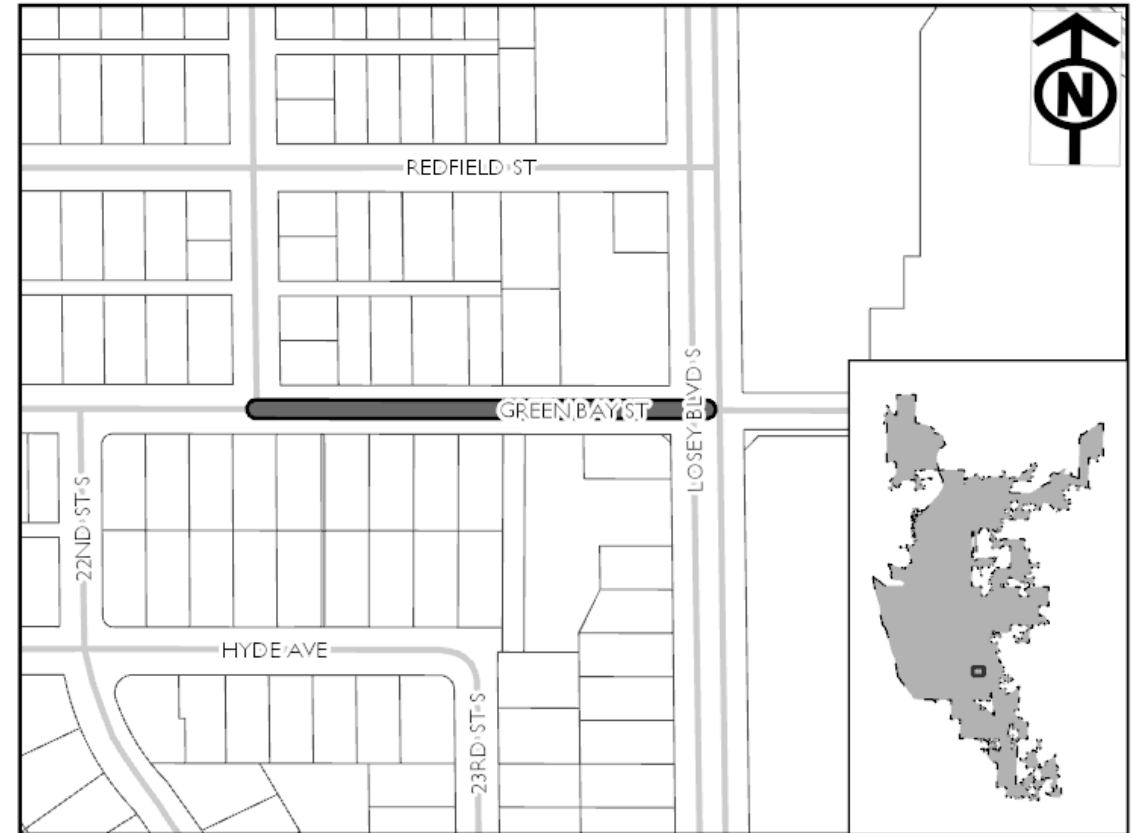 N
REDFIELD ST
GREEN BAY ST
LOSEY BLVD S
22ND ST S
HYDE AVE
23RD ST S